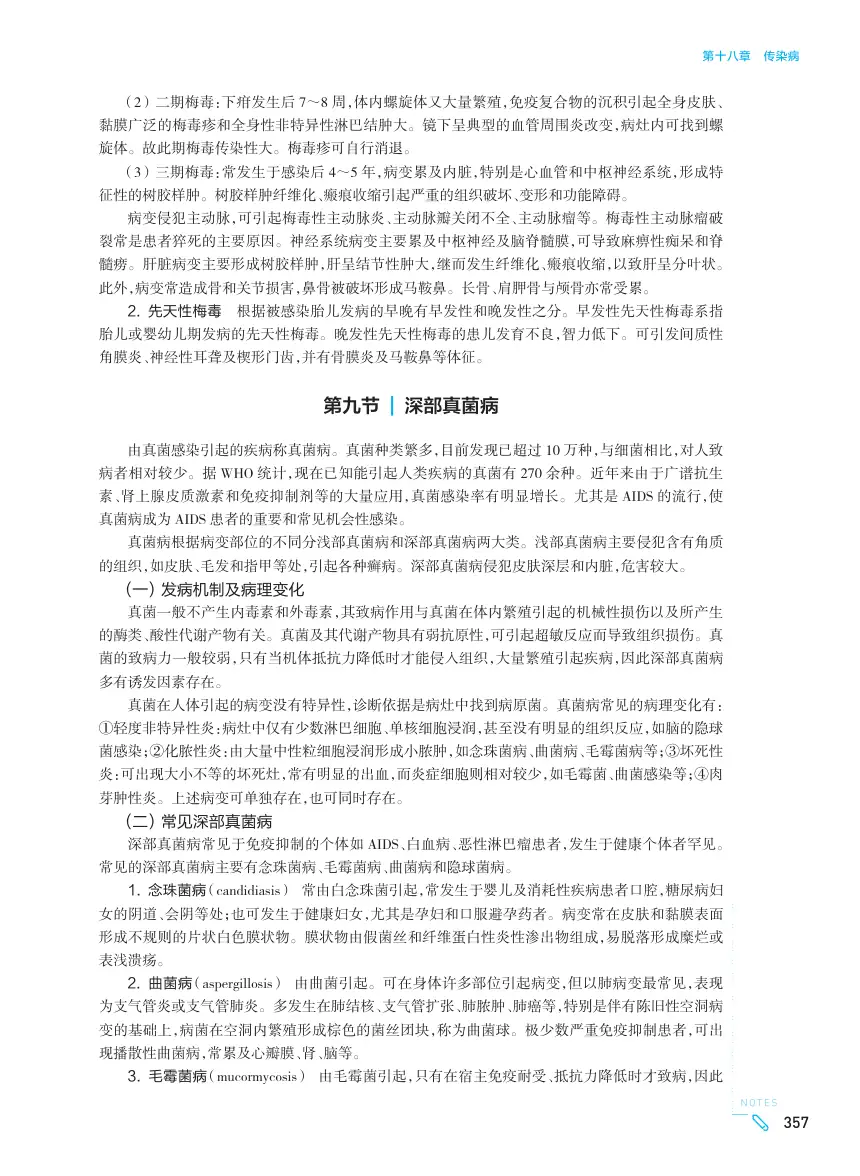 第十八章 传染病
（2）二期梅毒：下疳发生后 7～8 周，体内螺旋体又大量繁殖，免疫复合物的沉积引起全身皮肤、
黏膜广泛的梅毒疹和全身性非特异性淋巴结肿大。镜下呈典型的血管周围炎改变，病灶内可找到螺
旋体。故此期梅毒传染性大。梅毒疹可自行消退。
（3）三期梅毒：常发生于感染后 4～5 年，病变累及内脏，特别是心血管和中枢神经系统，形成特
征性的树胶样肿。树胶样肿纤维化、瘢痕收缩引起严重的组织破坏、变形和功能障碍。
病变侵犯主动脉，可引起梅毒性主动脉炎、主动脉瓣关闭不全、主动脉瘤等。梅毒性主动脉瘤破
裂常是患者猝死的主要原因。神经系统病变主要累及中枢神经及脑脊髓膜，可导致麻痹性痴呆和脊
髓痨。肝脏病变主要形成树胶样肿，肝呈结节性肿大，继而发生纤维化、瘢痕收缩，以致肝呈分叶状。
此外，病变常造成骨和关节损害，鼻骨被破坏形成马鞍鼻。长骨、肩胛骨与颅骨亦常受累。
2. 先天性梅毒 根据被感染胎儿发病的早晚有早发性和晚发性之分。早发性先天性梅毒系指
胎儿或婴幼儿期发病的先天性梅毒。晚发性先天性梅毒的患儿发育不良，智力低下。可引发间质性
角膜炎、神经性耳聋及楔形门齿，并有骨膜炎及马鞍鼻等体征。
第九节 | 深部真菌病
由真菌感染引起的疾病称真菌病。真菌种类繁多，目前发现已超过 10 万种，与细菌相比，对人致
病者相对较少。据 WHO 统计，现在已知能引起人类疾病的真菌有 270 余种。近年来由于广谱抗生
素、肾上腺皮质激素和免疫抑制剂等的大量应用，真菌感染率有明显增长。尤其是 AIDS 的流行，使
真菌病成为 AIDS 患者的重要和常见机会性感染。
真菌病根据病变部位的不同分浅部真菌病和深部真菌病两大类。浅部真菌病主要侵犯含有角质
的组织，如皮肤、毛发和指甲等处，引起各种癣病。深部真菌病侵犯皮肤深层和内脏，危害较大。
（一）发病机制及病理变化
真菌一般不产生内毒素和外毒素，其致病作用与真菌在体内繁殖引起的机械性损伤以及所产生
的酶类、酸性代谢产物有关。真菌及其代谢产物具有弱抗原性，可引起超敏反应而导致组织损伤。真
菌的致病力一般较弱，只有当机体抵抗力降低时才能侵入组织，大量繁殖引起疾病，因此深部真菌病
多有诱发因素存在。
真菌在人体引起的病变没有特异性，诊断依据是病灶中找到病原菌。真菌病常见的病理变化有：
①轻度非特异性炎：病灶中仅有少数淋巴细胞、单核细胞浸润，甚至没有明显的组织反应，如脑的隐球
菌感染；②化脓性炎：由大量中性粒细胞浸润形成小脓肿，如念珠菌病、曲菌病、毛霉菌病等；③坏死性
炎：可出现大小不等的坏死灶，常有明显的出血，而炎症细胞则相对较少，如毛霉菌、曲菌感染等；④肉
芽肿性炎。上述病变可单独存在，也可同时存在。
（二）常见深部真菌病
深部真菌病常见于免疫抑制的个体如 AIDS、白血病、恶性淋巴瘤患者，发生于健康个体者罕见。
常见的深部真菌病主要有念珠菌病、毛霉菌病、曲菌病和隐球菌病。
1. 念珠菌病（candidiasis） 常由白念珠菌引起，常发生于婴儿及消耗性疾病患者口腔，糖尿病妇
女的阴道、会阴等处；也可发生于健康妇女，尤其是孕妇和口服避孕药者。病变常在皮肤和黏膜表面
形成不规则的片状白色膜状物。膜状物由假菌丝和纤维蛋白性炎性渗出物组成，易脱落形成糜烂或
表浅溃疡。
2. 曲菌病（aspergillosis） 由曲菌引起。可在身体许多部位引起病变，但以肺病变最常见，表现
为支气管炎或支气管肺炎。多发生在肺结核、支气管扩张、肺脓肿、肺癌等，特别是伴有陈旧性空洞病
变的基础上，病菌在空洞内繁殖形成棕色的菌丝团块，称为曲菌球。极少数严重免疫抑制患者，可出
现播散性曲菌病，常累及心瓣膜、肾、脑等。
3. 毛霉菌病（mucormycosis） 由毛霉菌引起，只有在宿主免疫耐受、抵抗力降低时才致病，因此
NOTES
357